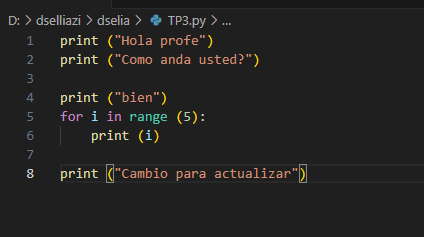 D: > dselliazi > dselia > TP3.py > ...
1 print ("Hola profe")
2 print ("Como anda usted?")
3
4 print ("bien")
5 for i in range (5):
6     print (i)
7
8 print ("Cambio para actualizar")